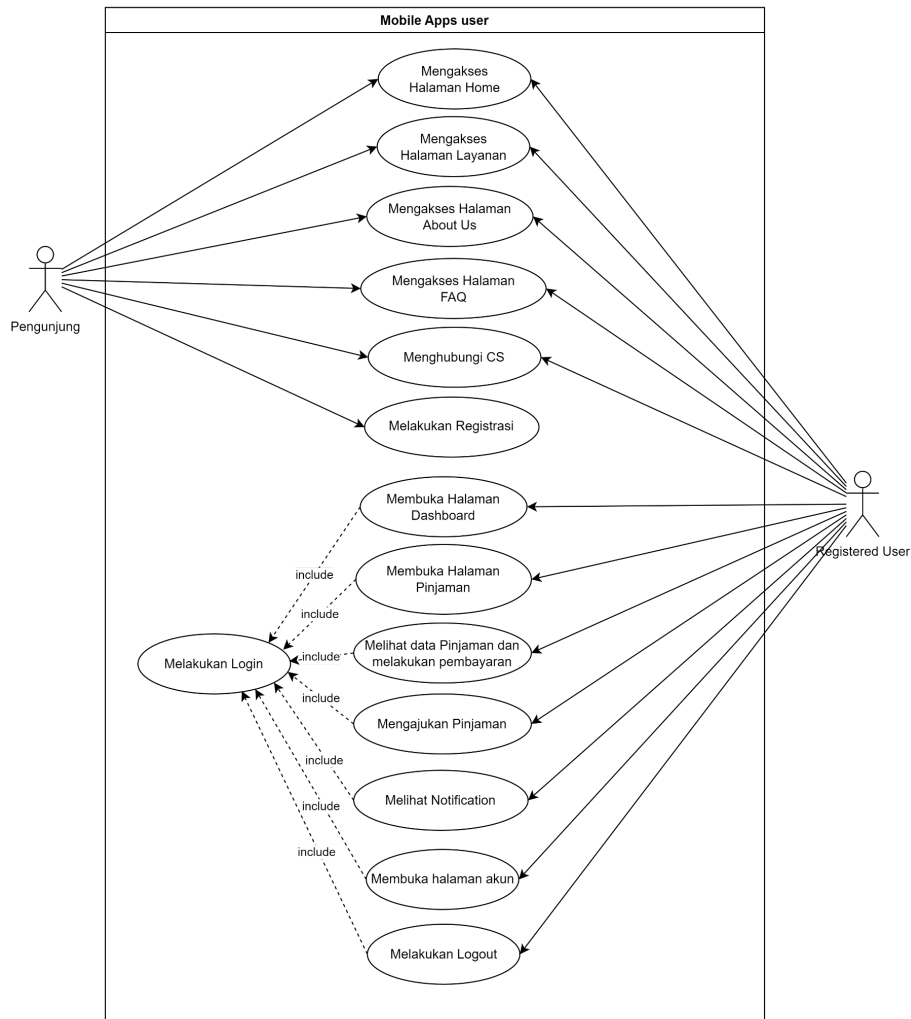 Mobile Apps user
Mengakses
Halaman Home
Mengakses
Halaman Layanan
Mengakses Halaman
About Us
Mengakses Halaman
FAQ
Pengunjung
Menghubungi CS
Melakukan Registrasi
Membuka Halaman
Dashboard
Registered User
include
Membuka Halaman
Pinjaman
include
Melakukan Login
include
Melihat data Pinjaman dan
melakukan pembayaran
include
Mengajukan Pinjaman
include
Melihat Notification
include
include
Membuka halaman akun
Melakukan Logout